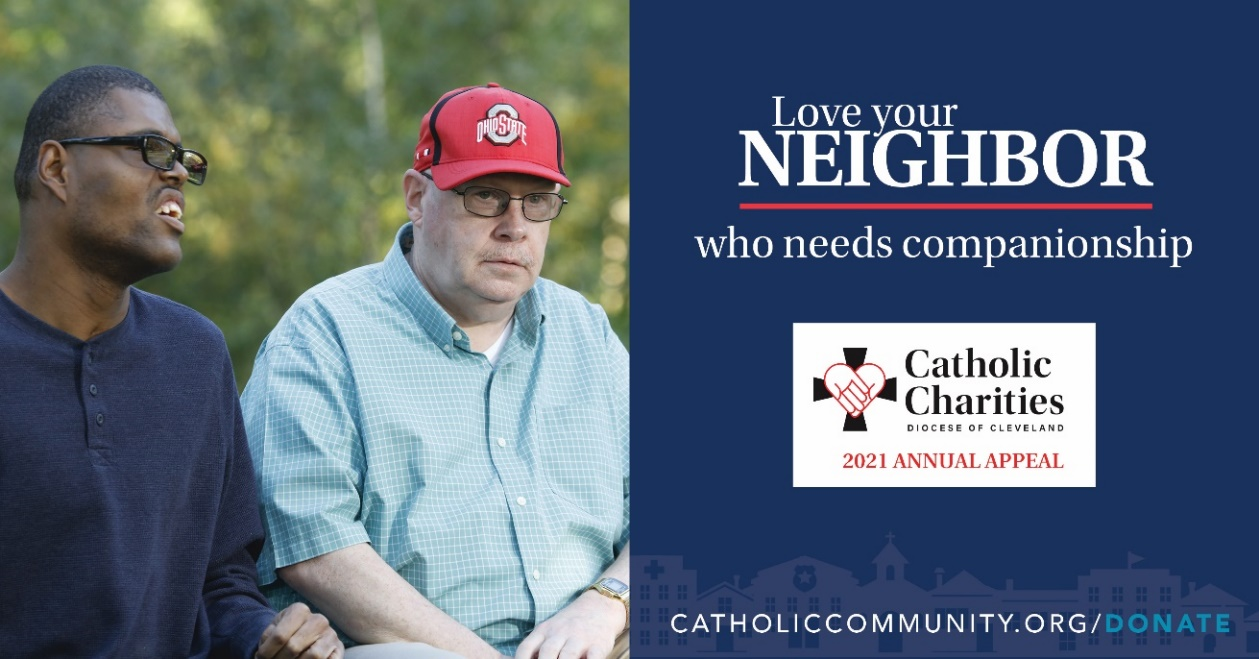 OHIO STATE
Love your
NEIGHBOR
who needs companionship
Catholic
Charities
DIOCESE OF CLEVELAND
2021 ANNUAL APPEAL
CATHOLICCOMMUNITY.ORG/DONATE